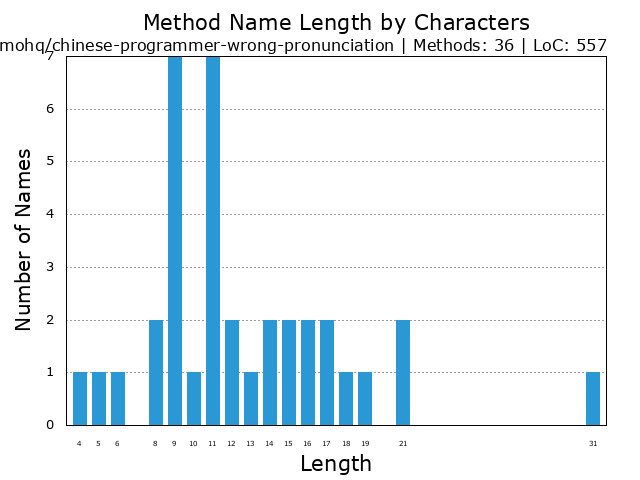 Method Name Length by Characters
mohq/chinese-programmer-wrong-pronunciation | Methods: 36 | LoC: 557
7
6
5
4
3
2
1
0
Number of Names
4 5 6 8 9 10 11 12 13 14 15 16 17 18 19 21 31
Length